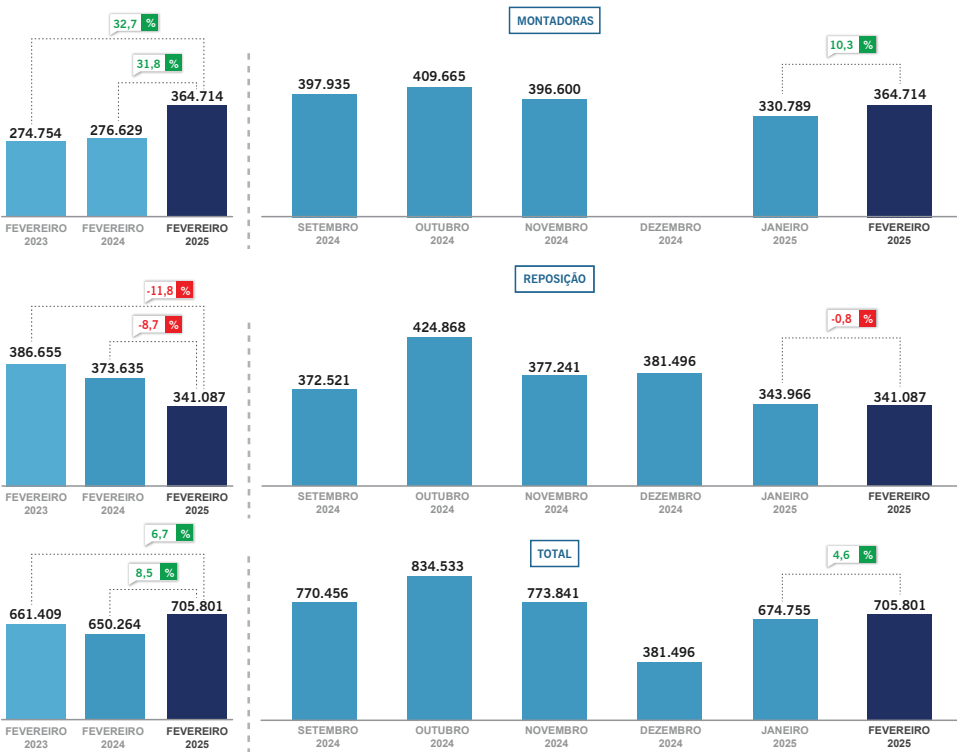 MONTADORAS
32,7 %
31,8 %
10,3 %
274.754 276.629 364.714
397.935 409.665 396.600 330.789 364.714
FEVEREIRO FEVEREIRO FEVEREIRO SETEMBRO OUTUBRO NOVEMBRO DEZEMBRO JANEIRO FEVEREIRO
2023 2024 2025 2024 2024 2024 2024 2025 2025
REPOSIÇÃO
-11,8 %
-8,7 %
-0,8 %
386.655 373.635 341.087
372.521 424.868 377.241 381.496 343.966 341.087
FEVEREIRO FEVEREIRO FEVEREIRO SETEMBRO OUTUBRO NOVEMBRO DEZEMBRO JANEIRO FEVEREIRO
2023 2024 2025 2024 2024 2024 2024 2025 2025
TOTAL
6,7 %
8,5 %
4,6 %
661.409 650.264 705.801
770.456 834.533 773.841 381.496 674.755 705.801
FEVEREIRO FEVEREIRO FEVEREIRO SETEMBRO OUTUBRO NOVEMBRO DEZEMBRO JANEIRO FEVEREIRO
2023 2024 2025 2024 2024 2024 2024 2025 2025